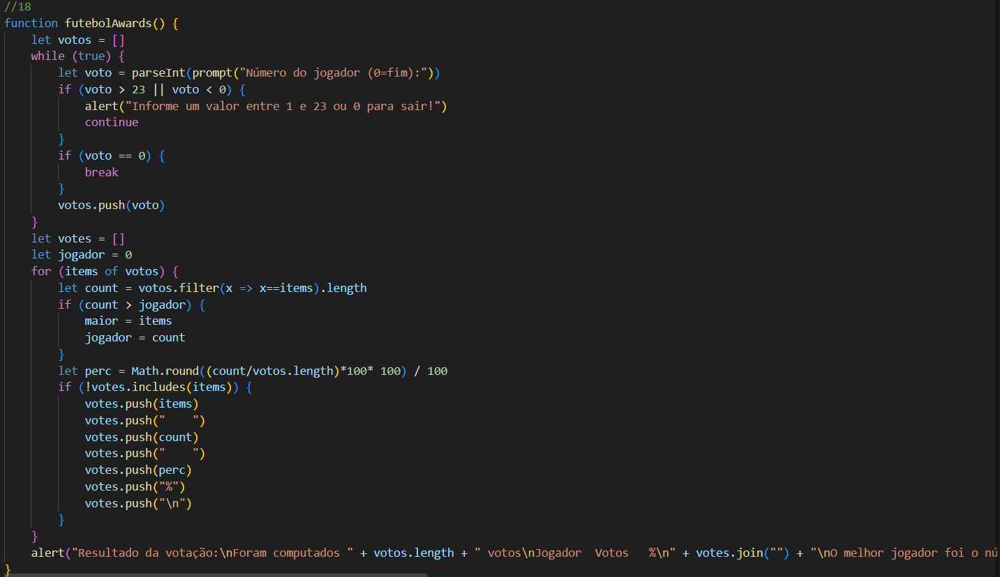 //18
function futebolAwards() {
    let votos = []
    while (true) {
        let voto = parseInt(prompt("Número do jogador (0=fim):"))
        if (voto > 23 || voto < 0) {
            alert("Informe um valor entre 1 e 23 ou 0 para sair!")
            continue
        }
        if (voto == 0) {
            break
        }
        votos.push(voto)
    }
    let votes = []
    let jogador = 0
    for (items of votos) {
        let count = votos.filter(x => x==items).length
        if (count > jogador) {
            maior = items
            jogador = count
        }
        let perc = Math.round((count/votos.length)*100* 100) / 100
        if (!votes.includes(items)) {
            votes.push(items)
            votes.push("    ")
            votes.push(count)
            votes.push("    ")
            votes.push(perc)
            votes.push("%")
            votes.push("\n")
        }
    }
    alert("Resultado da votação:\nForam computados " + votos.length + " votos\nJogador  Votos   %\n" + votes.join("") + "\nO melhor jogador foi o nú
}